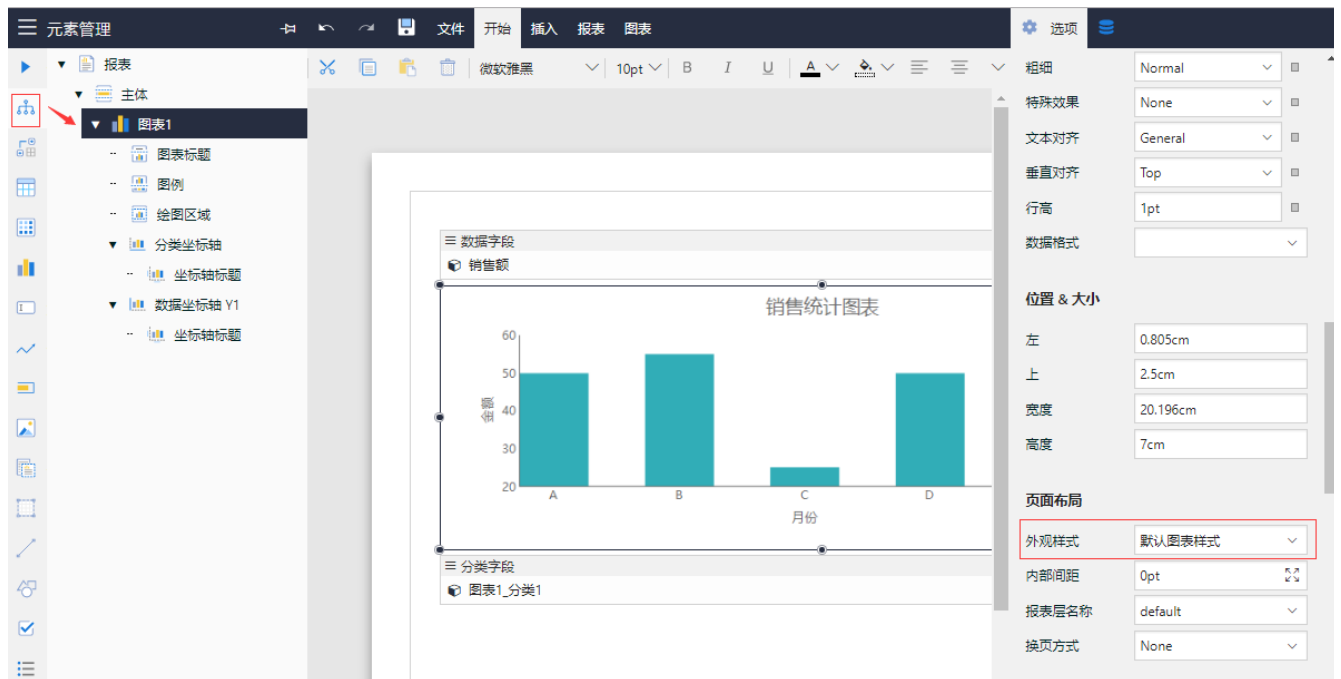 元素管理
文件 开始 插入 报表 图表
选项
报表
主体
图表1
图表标题
图例
绘图区域
分类坐标轴
坐标轴标题
数据坐标轴 Y1
坐标轴标题
微软雅黑 10pt B I U A
数据字段
销售额
销售统计图表
60
50
40
30
20
金额
A B C D
月份
分类字段
图表1_分类1
粗细 Normal
特殊效果 None
文本对齐 General
垂直对齐 Top
行高 1pt
数据格式
位置 & 大小
左 0.805cm
上 2.5cm
宽度 20.196cm
高度 7cm
页面布局
外观样式 默认图表样式
内部间距 0pt
报表层名称 default
换页方式 None